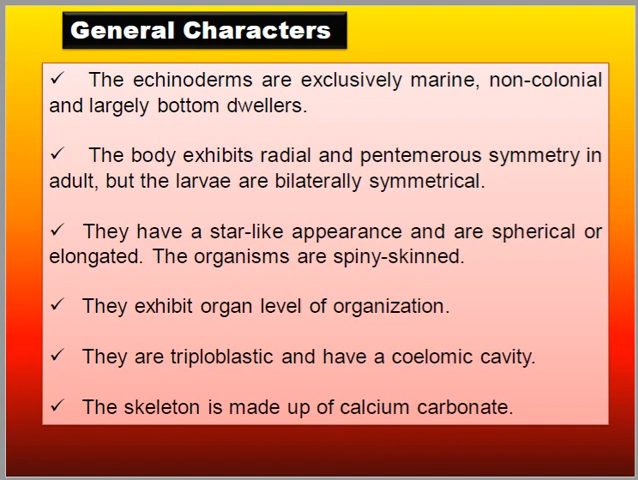 General Characters
✓ The echinoderms are exclusively marine, non-colonial
and largely bottom dwellers.
✓ The body exhibits radial and pentemerous symmetry in
adult, but the larvae are bilaterally symmetrical.
✓ They have a star-like appearance and are spherical or
elongated. The organisms are spiny-skinned.
✓ They exhibit organ level of organization.
✓ They are triploblastic and have a coelomic cavity.
✓ The skeleton is made up of calcium carbonate.